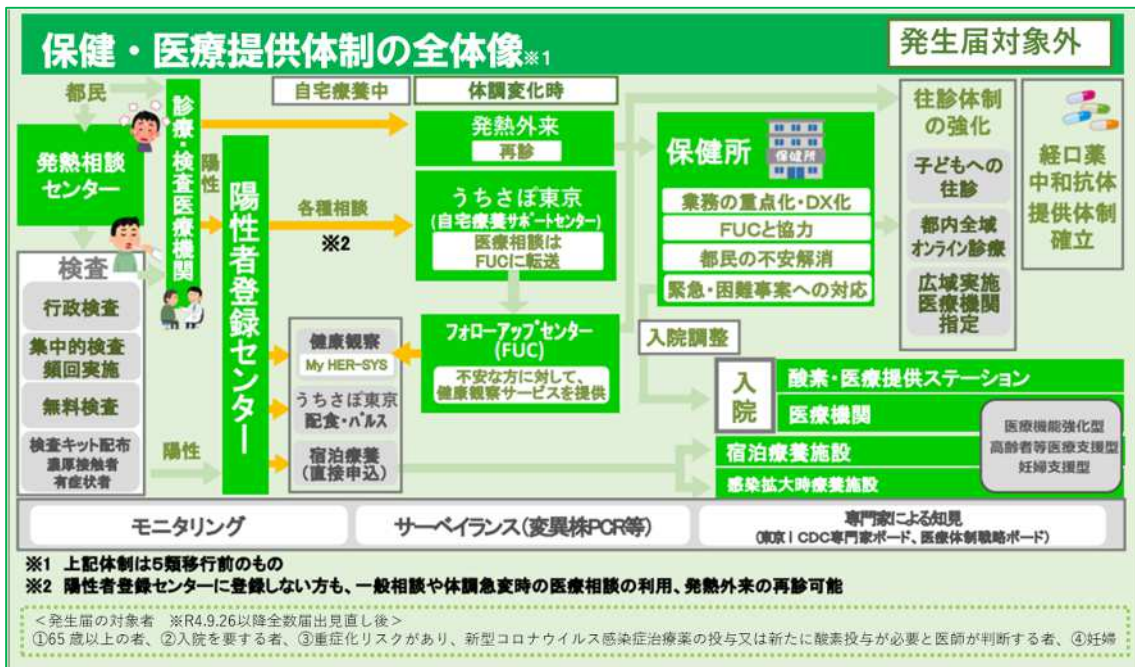 保健・医療提供体制の全体像※1
発生届対象外
都民
発熱相談
センター
検査
行政検査
集中的検査
頻回実施
無料検査
検査キット配布
濃厚接触者
有症状者
診療・検査医療機関
陽性
陽性
陽性者登録センター
自宅療養中
各種相談
※2
健康観察
My HER-SYS
うちさぽ東京
配食・パルス
宿泊療養
(直接申込)
体調変化時
発熱外来
再診
うちさぽ東京
(自宅療養サポートセンター)
医療相談は
FUCに転送
フォローアップセンター
(FUC)
不安な方に対して、
健康観察サービスを提供
保健所
保健所
業務の重点化・DX化
FUCと協力
都民の不安解消
緊急・困難事案への対応
入院調整
往診体制
の強化
子どもへの
往診
都内全域
オンライン診療
広域実施
医療機関
指定
経口薬
中和抗体
提供体制
確立
入院
酸素・医療提供ステーション
医療機関
宿泊療養施設
感染拡大時療養施設
医療機能強化型
高齢者等医療支援型
妊婦支援型
モニタリング
サーベイランス(変異株PCR等)
専門家による知見
(東京iCDC専門家ボード、医療体制戦略ボード)
※1 上記体制は5類移行前のもの
※2 陽性者登録センターに登録しない方も、一般相談や体調急変時の医療相談の利用、発熱外来の再診可能
<発生届の対象者 ※R4.9.26以降全数届出見直し後>
①65歳以上の者、②入院を要する者、③重症化リスクがあり、新型コロナウイルス感染症治療薬の投与又は新たに酸素投与が必要と医師が判断する者、④妊婦